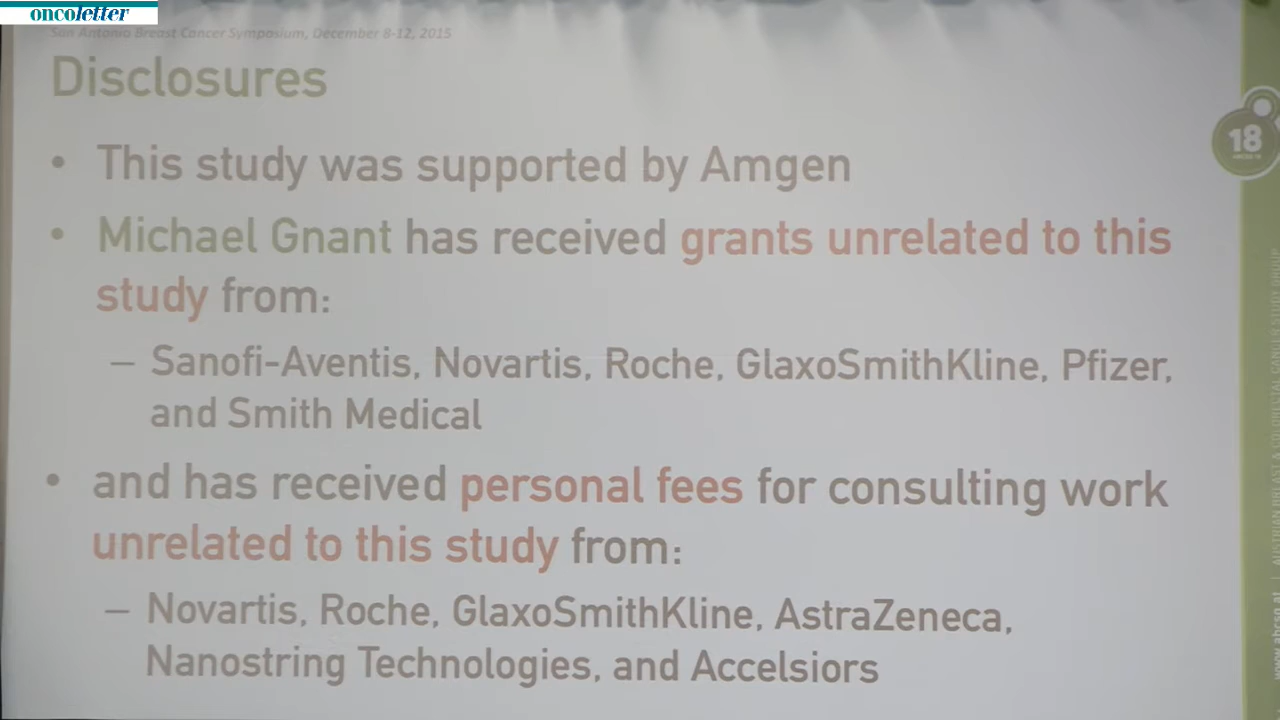 oncoletter
San Antonio Breast Cancer Symposium, December 8-12, 2015
Disclosures
18
• This study was supported by Amgen
• Michael Gnant has received grants unrelated to this
study from:
– Sanofi-Aventis, Novartis, Roche, GlaxoSmithKline, Pfizer,
and Smith Medical
• and has received personal fees for consulting work
unrelated to this study from:
– Novartis, Roche, GlaxoSmithKline, AstraZeneca,
Nanostring Technologies, and Accelsiors